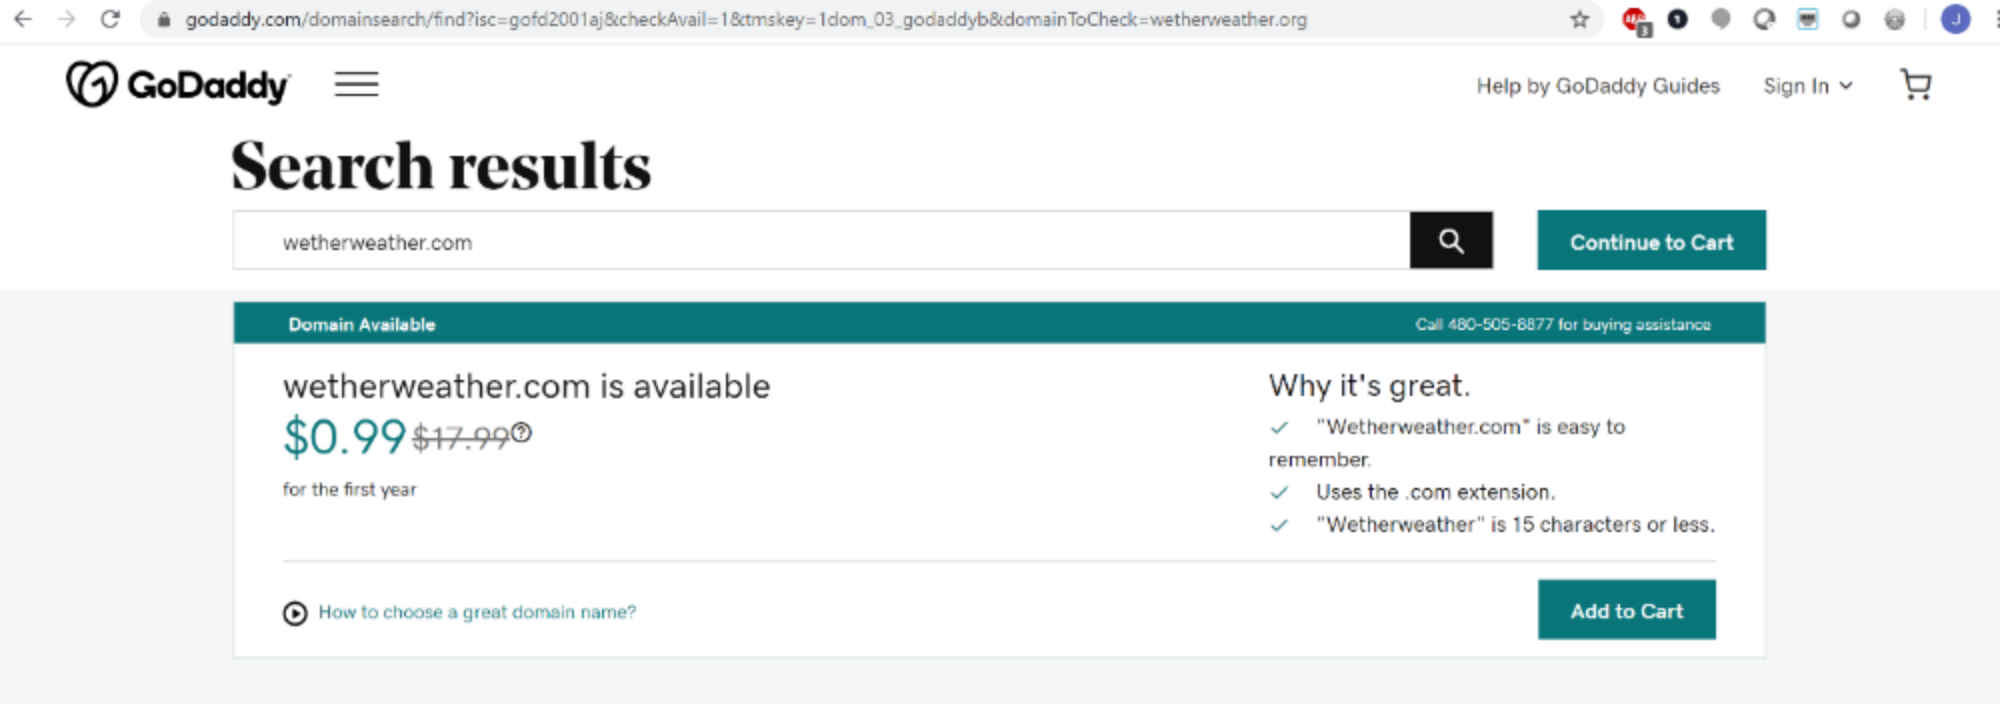 godaddy.com/domainsearch/find?isc=gofd2001aj&checkAvail=1&tmskey=1dom_03_godaddyb&domainToCheck=wetherweather.org
3
J
GoDaddy
Help by GoDaddy Guides
Sign In
Search results
wetherweather.com
Continue to Cart
Domain Available
Call 480-505-8877 for buying assistance
wetherweather.com is available
$0.99 $17.99
for the first year
Why it's great.
"Wetherweather.com" is easy to
remember.
Uses the .com extension.
"Wetherweather" is 15 characters or less.
How to choose a great domain name?
Add to Cart